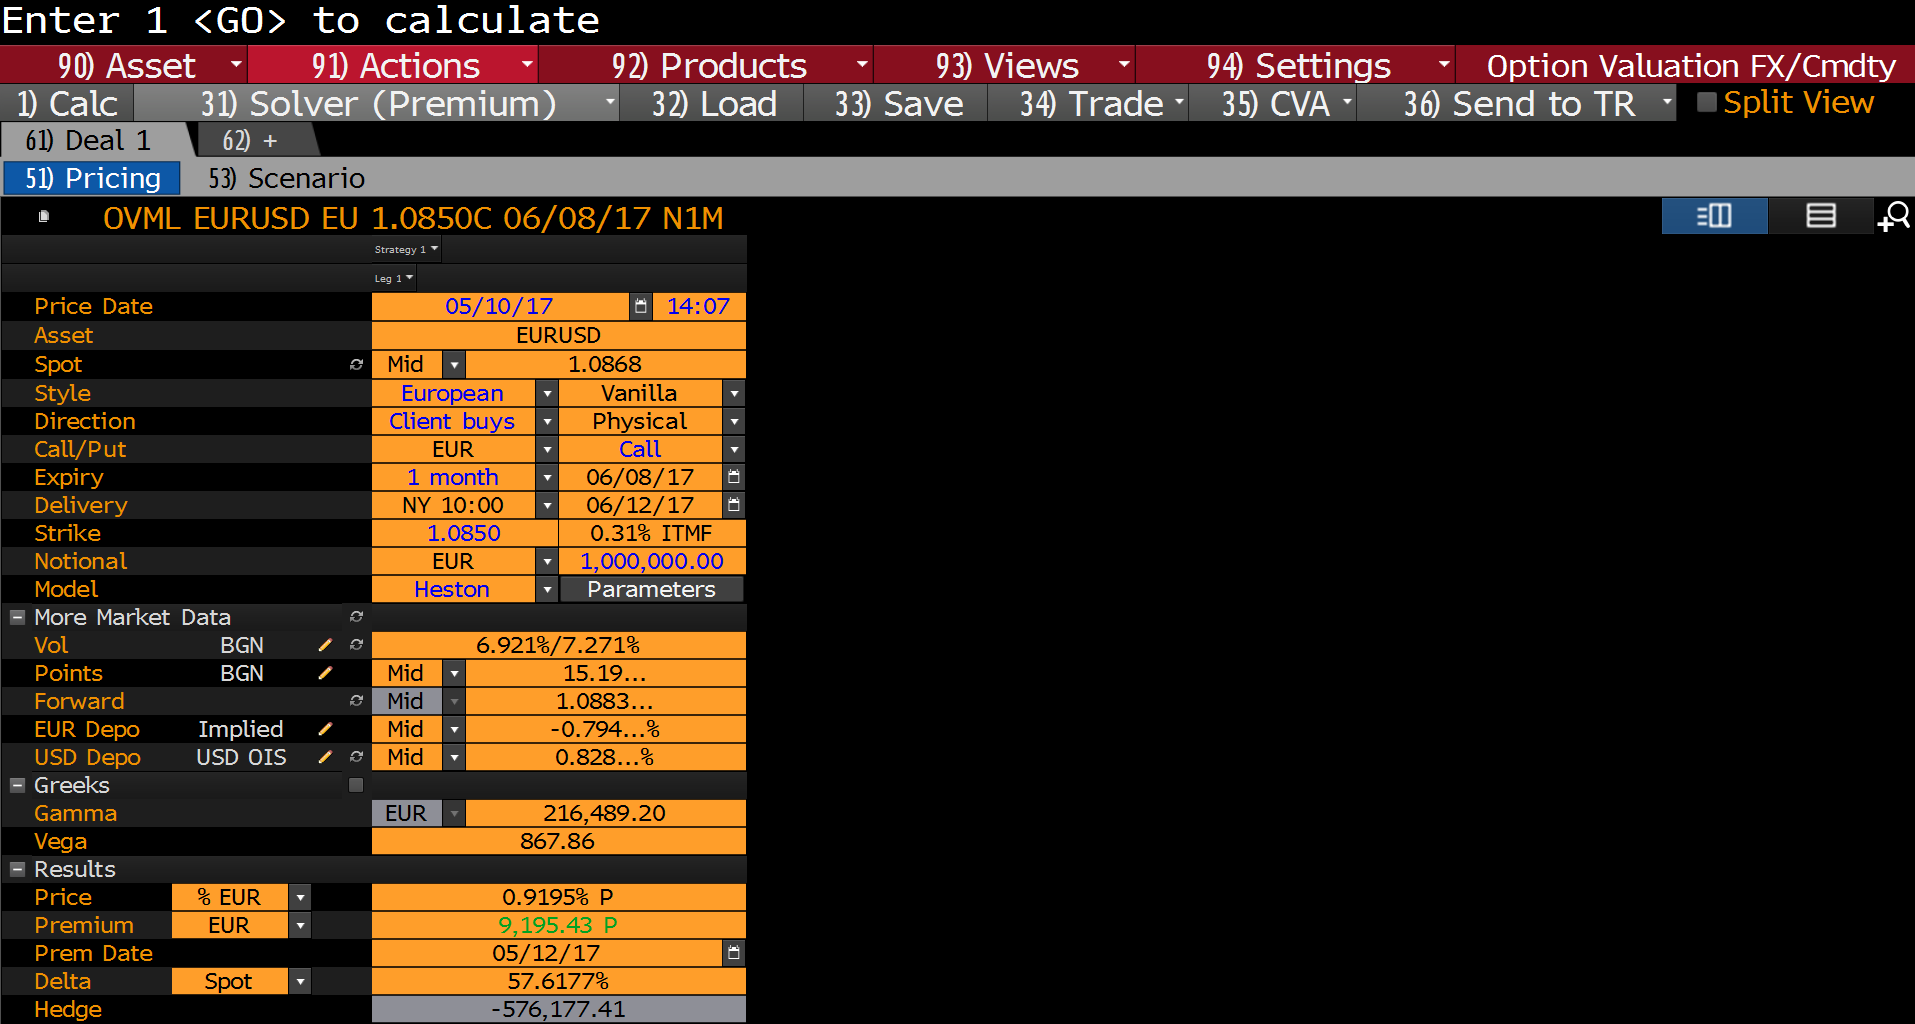 Enter 1 <GO> to calculate
90) Asset 91) Actions 92) Products 93) Views 94) Settings Option Valuation FX/Cmdty
1) Calc 31) Solver (Premium) 32) Load 33) Save 34) Trade 35) CVA 36) Send to TR Split View
61) Deal 1 62) +
51) Pricing 53) Scenario
OVML EURUSD EU 1.0850C 06/08/17 N1M
Strategy 1
Leg 1
Price Date 05/10/17 14:07
Asset EURUSD
Spot Mid 1.0868
Style European Vanilla
Direction Client buys Physical
Call/Put EUR Call
Expiry 1 month 06/08/17
Delivery NY 10:00 06/12/17
Strike 1.0850 0.31% ITMF
Notional EUR 1,000,000.00
Model Heston Parameters
More Market Data
Vol BGN 6.921%/7.271%
Points BGN Mid 15.19...
Forward Mid 1.0883...
EUR Depo Implied Mid -0.794...%
USD Depo USD OIS Mid 0.828...%
Greeks
Gamma EUR 216,489.20
Vega 867.86
Results
Price % EUR 0.9195% P
Premium EUR 9,195.43 P
Prem Date 05/12/17
Delta Spot 57.6177%
Hedge -576,177.41